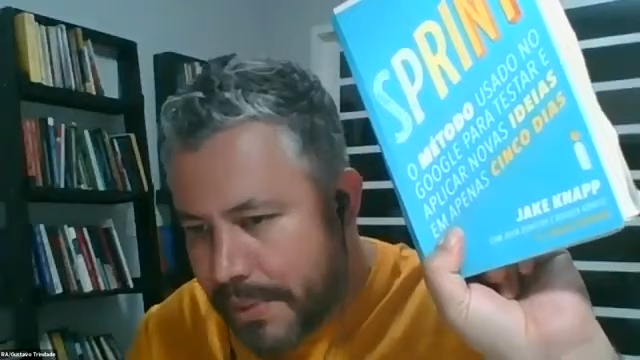 SPRINT
O MÉTODO USADO NO
GOOGLE PARA TESTAR E
APLICAR NOVAS IDEIAS
EM APENAS CINCO DIAS
JAKE KNAPP
RA/Gustavo Trindade